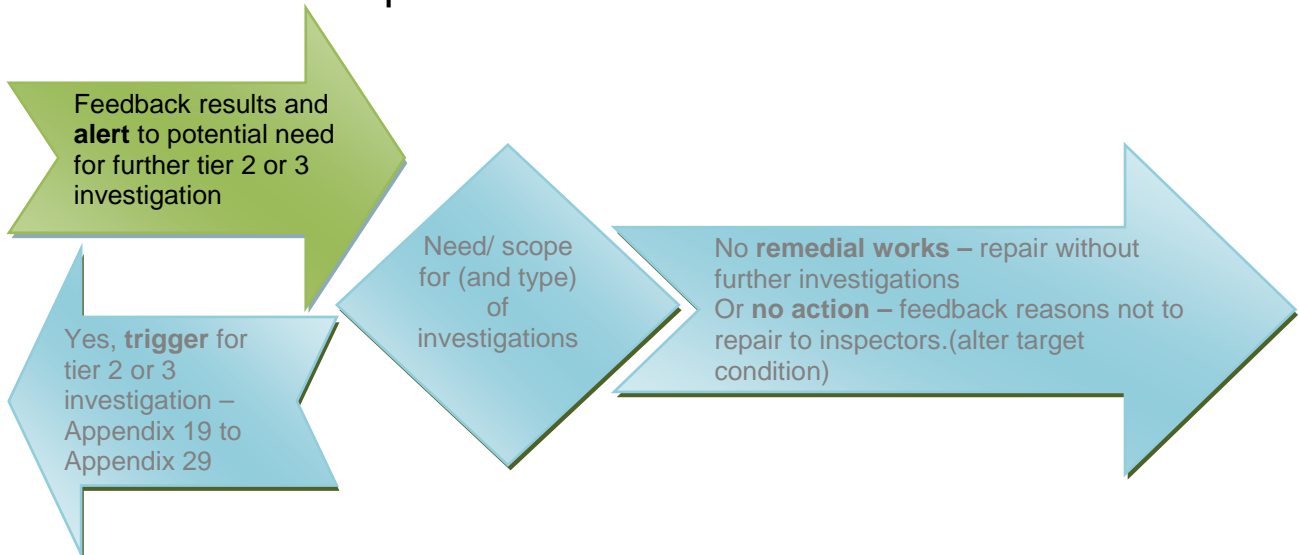 Feedback results and
alert to potential need
for further tier 2 or 3
investigation
Need/ scope
for (and type)
of
investigations
No remedial works – repair without
further investigations
Or no action – feedback reasons not to
repair to inspectors.(alter target
condition)
Yes, trigger for
tier 2 or 3
investigation –
Appendix 19 to
Appendix 29